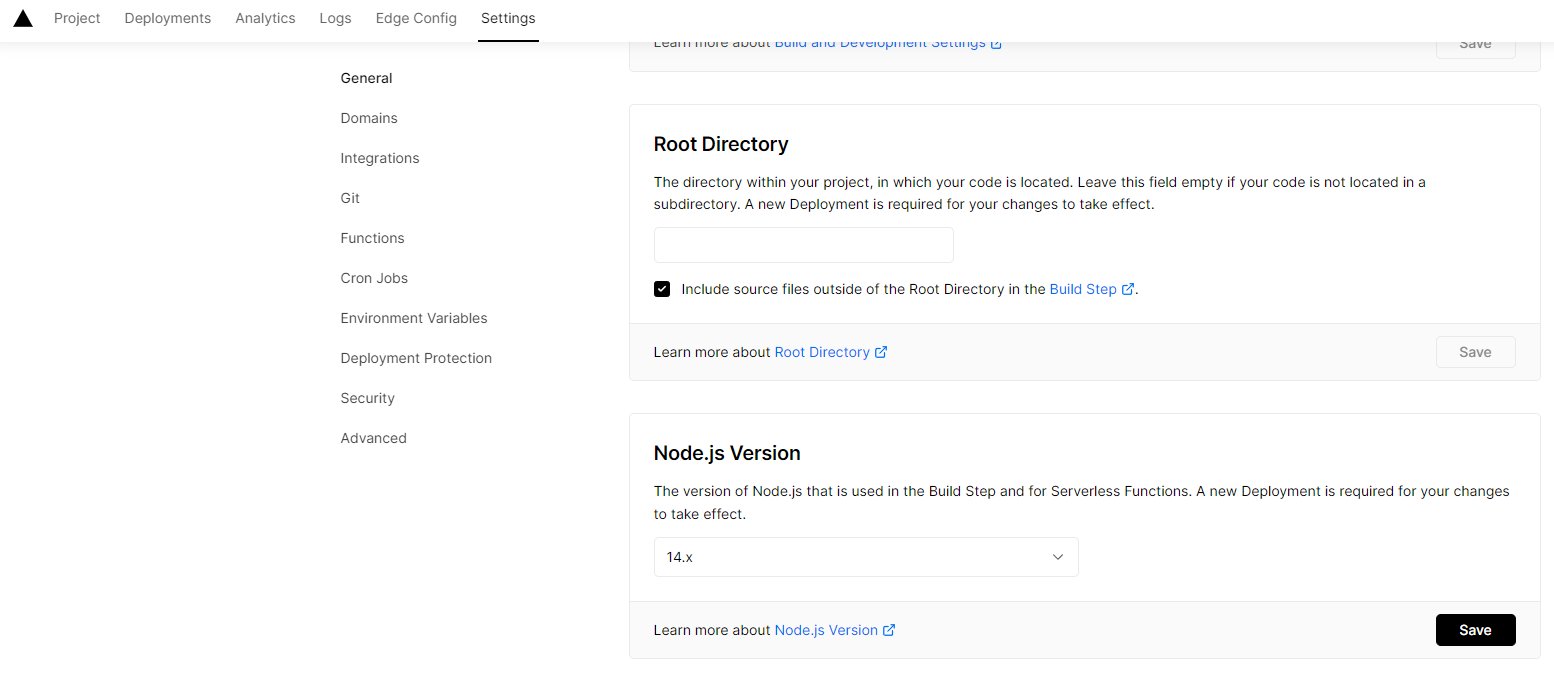 Project Deployments Analytics Logs Edge Config Settings
General
Domains
Integrations
Git
Functions
Cron Jobs
Environment Variables
Deployment Protection
Security
Advanced
Learn more about Build and Development Settings
Save
Root Directory
The directory within your project, in which your code is located. Leave this field empty if your code is not located in a
subdirectory. A new Deployment is required for your changes to take effect.
Include source files outside of the Root Directory in the Build Step .
Learn more about Root Directory
Save
Node.js Version
The version of Node.js that is used in the Build Step and for Serverless Functions. A new Deployment is required for your changes
to take effect.
14.x
Learn more about Node.js Version
Save